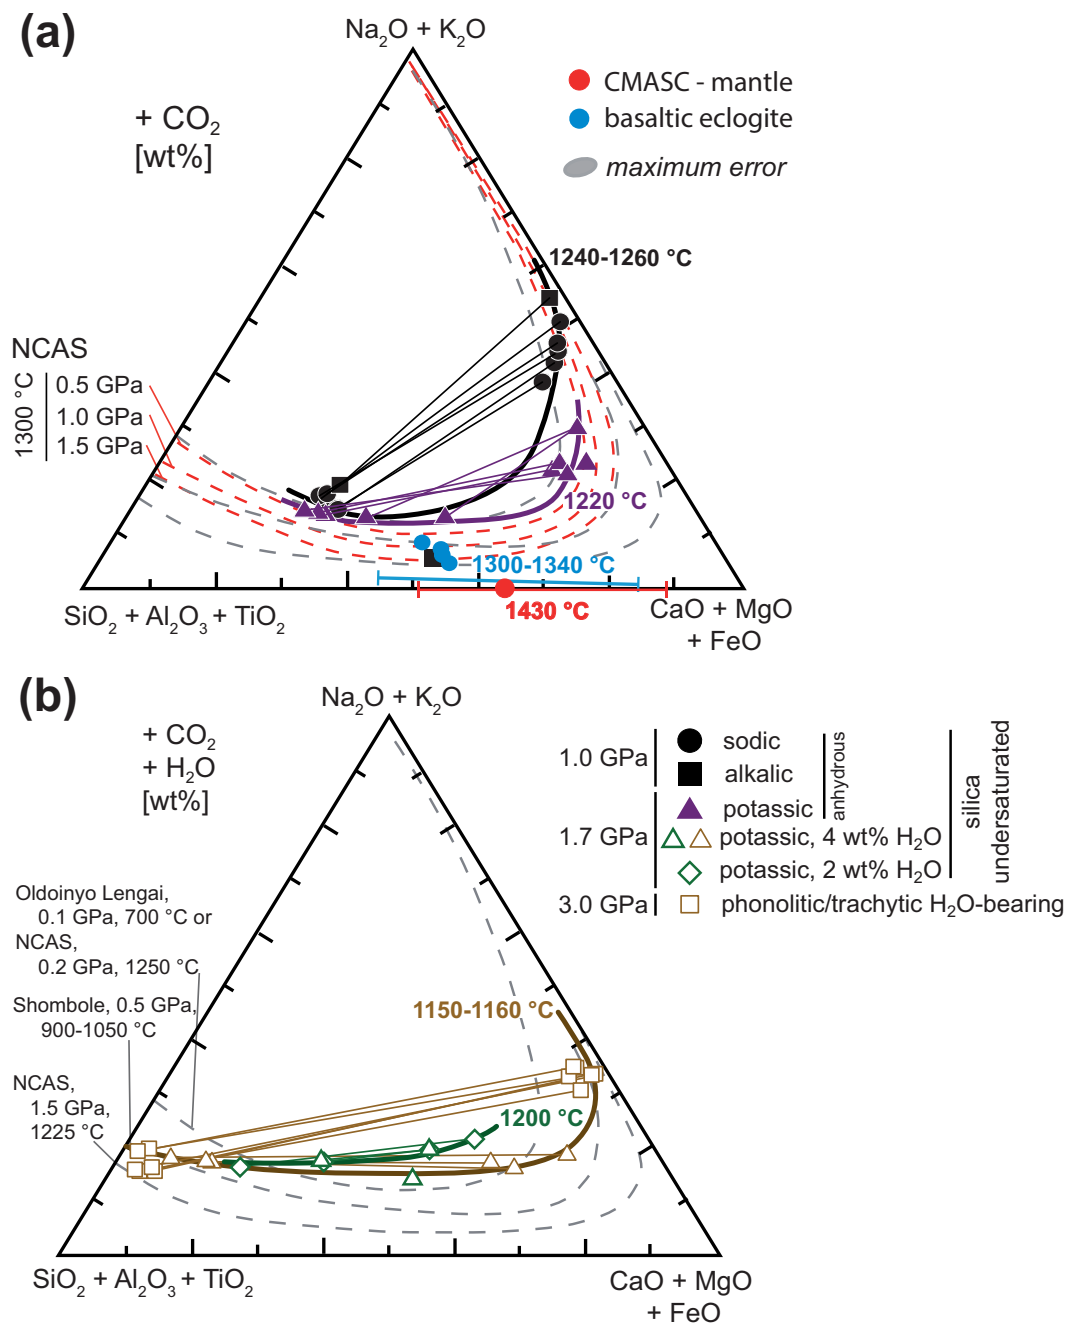 (a)
Na₂O + K₂O
+ CO₂
[wt%]
CMASC - mantle
basaltic eclogite
maximum error
1240-1260 °C
NCAS
1300 °C
0.5 GPa
1.0 GPa
1.5 GPa
1220 °C
1300-1340 °C
1430 °C
SiO₂ + Al₂O₃ + TiO₂
CaO + MgO
+ FeO
(b)
Na₂O + K₂O
+ CO₂
+ H₂O
[wt%]
1.0 GPa
sodic
alkalic
anhydrous
silica
undersaturated
1.7 GPa
potassic
potassic, 4 wt% H₂O
potassic, 2 wt% H₂O
3.0 GPa
phonolitic/trachytic H₂O-bearing
Oldoinyo Lengai,
0.1 GPa, 700 °C or
NCAS,
0.2 GPa, 1250 °C
Shombole, 0.5 GPa,
900-1050 °C
NCAS,
1.5 GPa,
1225 °C
1150-1160 °C
1200 °C
SiO₂ + Al₂O₃ + TiO₂
CaO + MgO
+ FeO